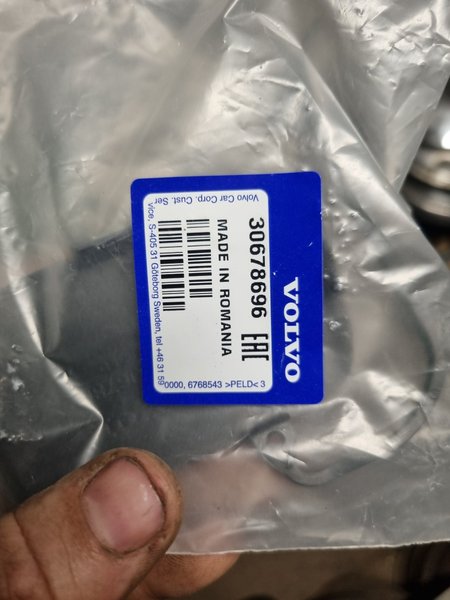 VOLVO
30678696 EAC
MADE IN ROMANIA
Volvo Car Corp. Cust. Ser
vice, S-405 31 Göteborg Sweden, tel +46 31 59
0000, 6768543 >PELD< 3